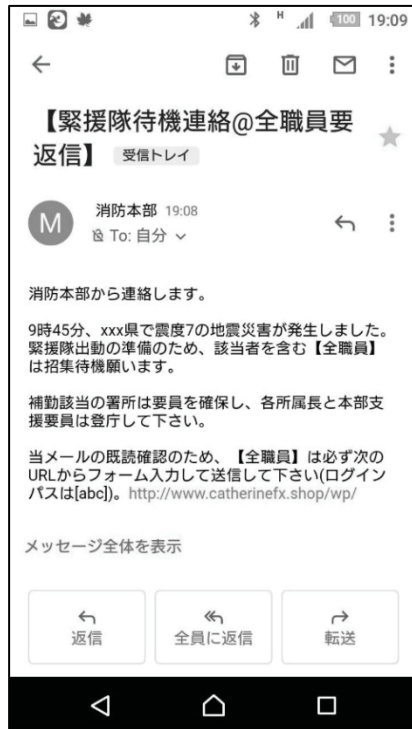 H 100 19:09
【緊援隊待機連絡@全職員要
返信】 受信トレイ
M
消防本部 19:08
To: 自分
消防本部から連絡します。
9時45分、xxx県で震度7の地震災害が発生しました。
緊援隊出動の準備のため、該当者を含む【全職員】
は招集待機願います。
補勤該当の署所は要員を確保し、各所属長と本部支
援要員は登庁して下さい。
当メールの既読確認のため、【全職員】は必ず次の
URLからフォーム入力して送信して下さい(ログイン
パスは[abc])。http://www.catherinefx.shop/wp/
メッセージ全体を表示
返信
全員に返信
転送